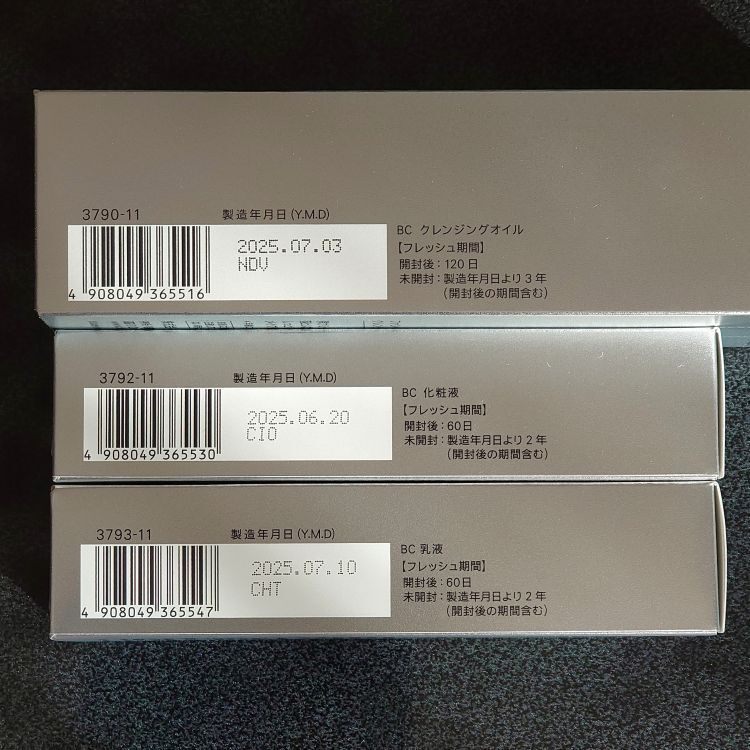 3790-11 製造年月日(Y.M.D)
2025.07.03
NDV
4 908049 365516
BC クレンジングオイル
【フレッシュ期間】
開封後：120日
未開封：製造年月日より3年
（開封後の期間含む）
3792-11 製造年月日(Y.M.D)
2025.06.20
CIO
4 908049 365530
BC 化粧液
【フレッシュ期間】
開封後：60日
未開封：製造年月日より2年
（開封後の期間含む）
3793-11 製造年月日(Y.M.D)
2025.07.10
CHT
4 908049 365547
BC 乳液
【フレッシュ期間】
開封後：60日
未開封：製造年月日より2年
（開封後の期間含む）